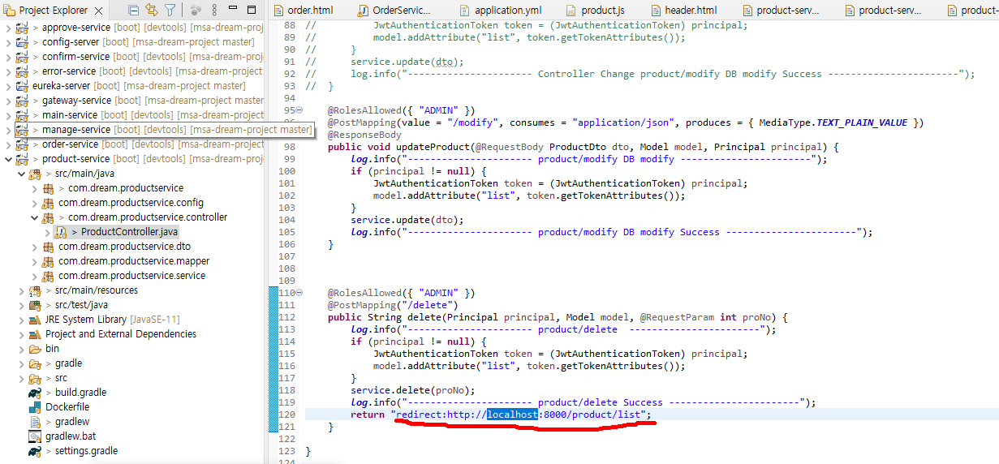 Project Explorer
> approve-service [boot] [devtools] [msa-dream-proj
> config-server [boot] [devtools] [msa-dream-project master]
> confirm-service [boot] [devtools] [msa-dream-proj
> error-service [boot] [devtools] [msa-dream-project
eureka-server [boot] [msa-dream-project master]
> gateway-service [boot] [devtools] [msa-dream-project master
> main-service [boot] [devtools] [msa-dream-project
> manage-service [boot] [devtools] [msa-dream-project master]
> order-service [boot] [devtools] [msa-dream-project
> product-service [boot] [devtools] [msa-dream-proj
> src/main/java
> com.dream.productservice
com.dream.productservice.config
> com.dream.productservice.controller
> ProductController.java
com.dream.productservice.dto
com.dream.productservice.mapper
com.dream.productservice.service
> src/main/resources
> src/test/java
JRE System Library [JavaSE-11]
Project and External Dependencies
bin
> gradle
> src
> build.gradle
Dockerfile
> gradlew
gradlew.bat
> settings.gradle
order.html
OrderServic...
application.yml
product.js
header.html
product-serv...
product-serv...
product-
88 // JwtAuthenticationToken token = (JwtAuthenticationToken) principal;
89 // model.addAttribute("list", token.getTokenAttributes());
90 // }
91 // service.update(dto);
92 // log.info("---------------------- Controller Change product/modify DB modify Success -----------------------");
93 // }
94
95 @RolesAllowed({ "ADMIN" })
@PostMapping(value = "/modify", consumes = "application/json", produces = { MediaType.TEXT_PLAIN_VALUE })
@ResponseBody
98 public void updateProduct(@RequestBody ProductDto dto, Model model, Principal principal) {
99 log.info("---------------------- product/modify DB modify -----------------------");
100 if (principal != null) {
101 JwtAuthenticationToken token = (JwtAuthenticationToken) principal;
102 model.addAttribute("list", token.getTokenAttributes());
103 }
104 service.update(dto);
105 log.info("---------------------- product/modify DB modify Success -----------------------");
106 }
107
108
109
110 @RolesAllowed({ "ADMIN" })
111 @PostMapping("/delete")
112 public String delete(Principal principal, Model model, @RequestParam int proNo) {
113 log.info("---------------------- product/delete -----------------------");
114 if (principal != null) {
115 JwtAuthenticationToken token = (JwtAuthenticationToken) principal;
116 model.addAttribute("list", token.getTokenAttributes());
117 }
118 service.delete(proNo);
119 log.info("---------------------- product/delete Success -----------------------");
120 return "redirect:http://localhost:8000/product/list";
121 }
122
123 }
124